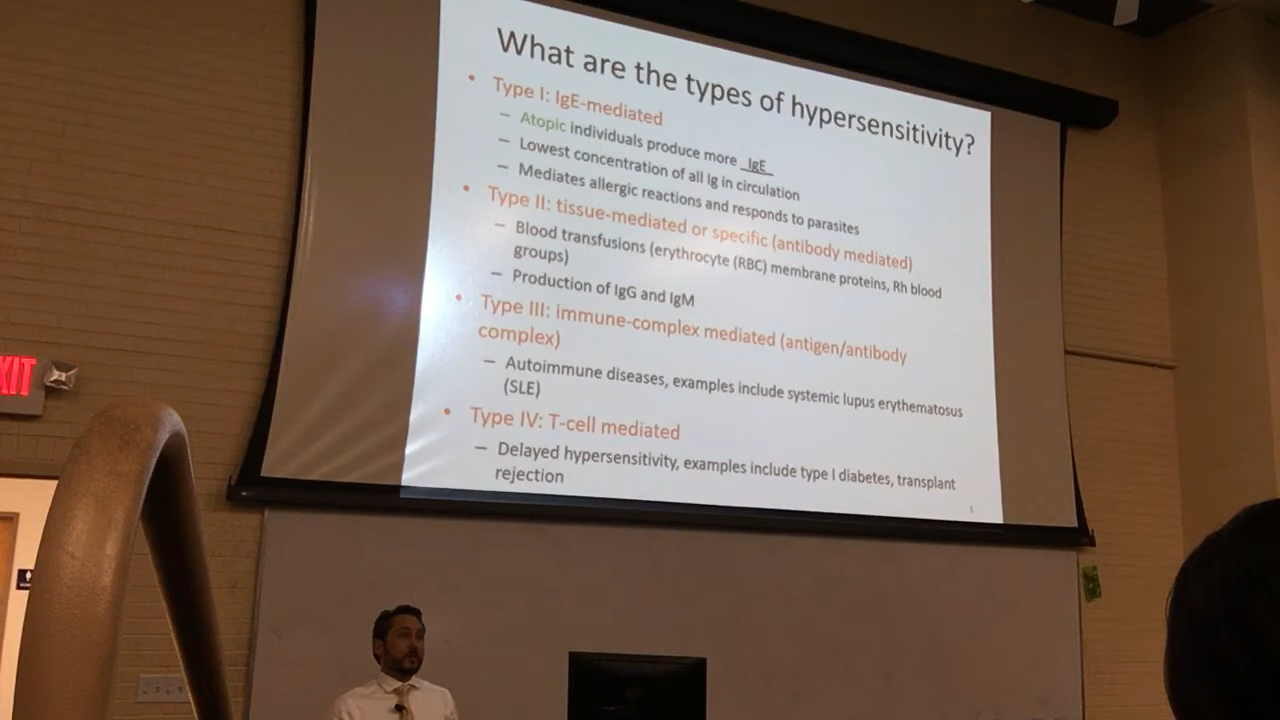 What are the types of hypersensitivity?
• Type I: IgE-mediated
– Atopic individuals produce more _IgE_
– Lowest concentration of all Ig in circulation
– Mediates allergic reactions and responds to parasites
• Type II: tissue-mediated or specific (antibody mediated)
– Blood transfusions (erythrocyte (RBC) membrane proteins, Rh blood
groups)
– Production of IgG and IgM
• Type III: immune-complex mediated (antigen/antibody
complex)
– Autoimmune diseases, examples include systemic lupus erythematosus
(SLE)
• Type IV: T-cell mediated
– Delayed hypersensitivity, examples include type I diabetes, transplant
rejection
XIT